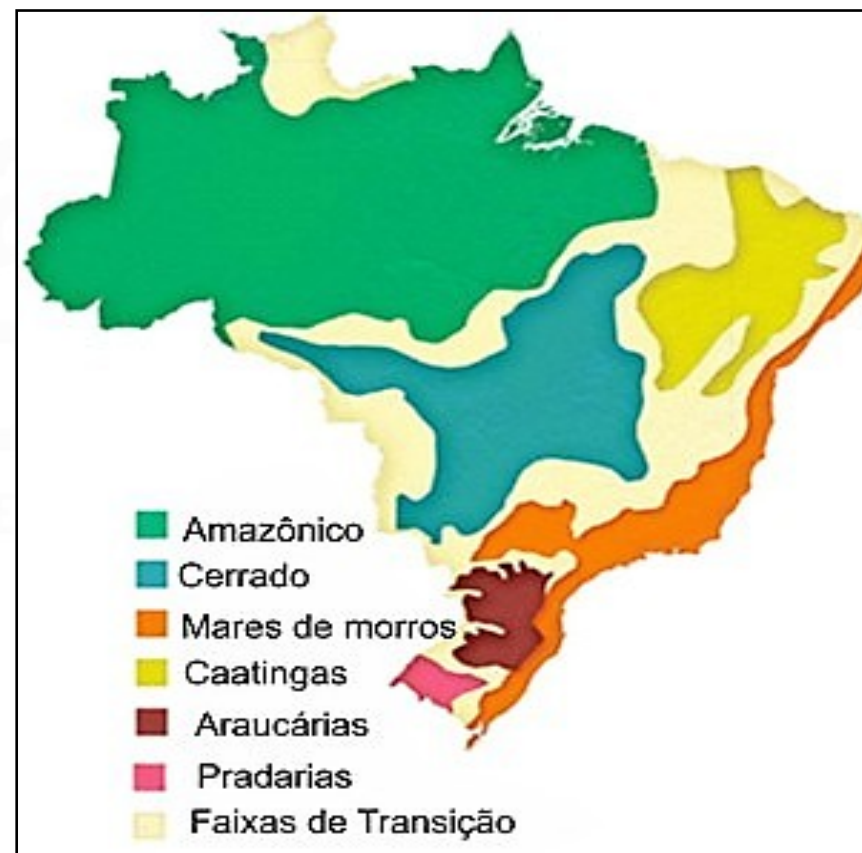 Amazônico
Cerrado
Mares de morros
Caatingas
Araucárias
Pradarias
Faixas de Transição